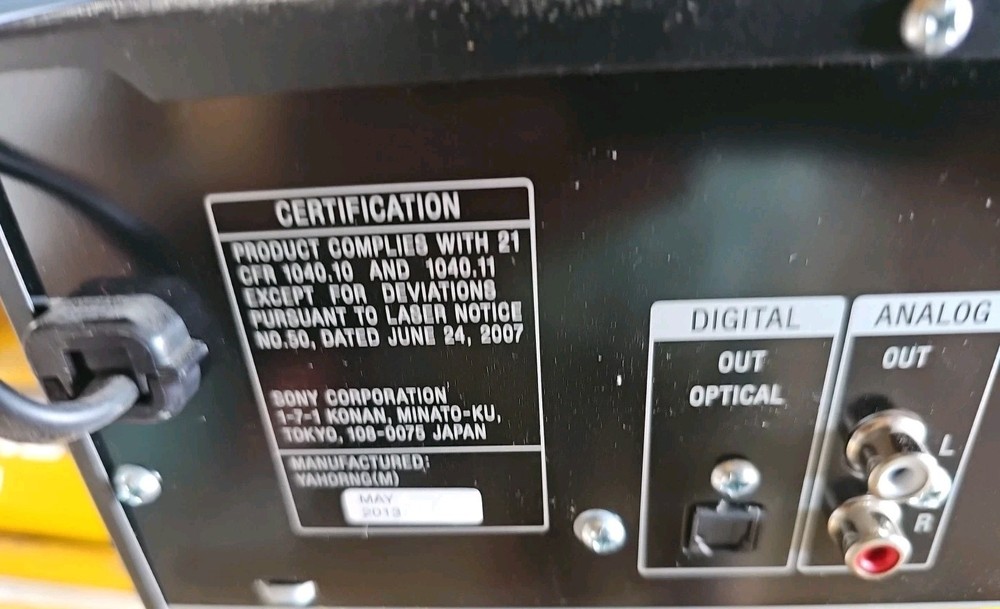 CERTIFICATION
PRODUCT COMPLIES WITH 21
CFR 1040.10 AND 1040.11
EXCEPT FOR DEVIATIONS
PURSUANT TO LASER NOTICE
NO.50, DATED JUNE 24, 2007
SONY CORPORATION
1-7-1 KONAN, MINATO-KU,
TOKYO, 108-0075 JAPAN
MANUFACTURED:
YAHORNG(M)
MAY
2013
DIGITAL
OUT
OPTICAL
ANALOG
OUT
L
R